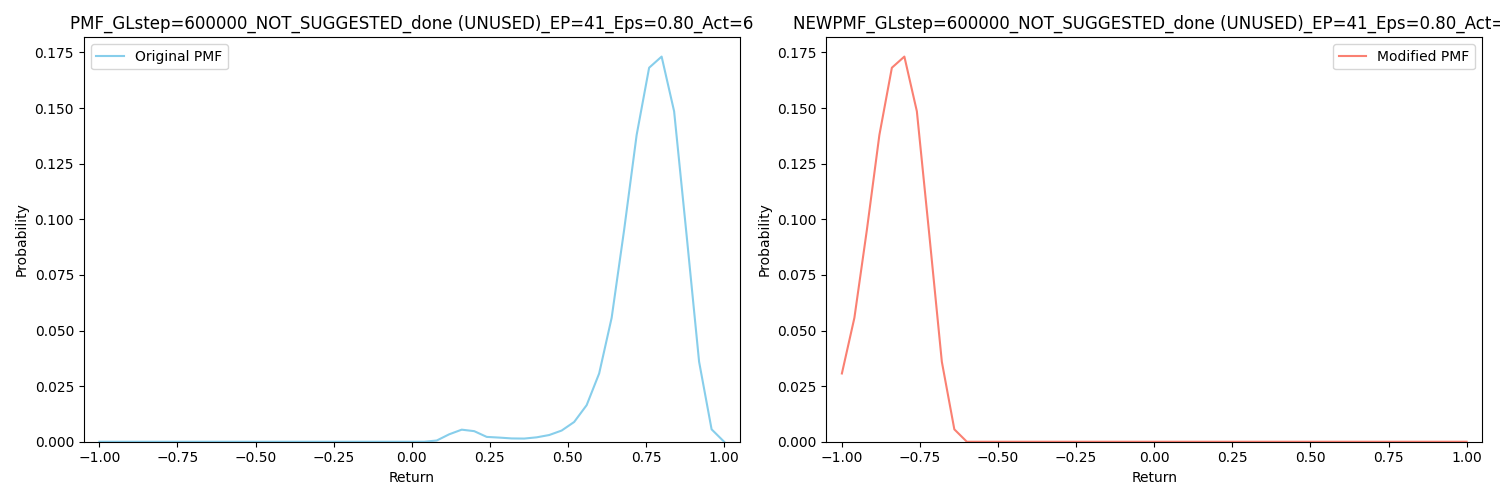 PMF_GLstep=600000_NOT_SUGGESTED_done (UNUSED)_EP=41_Eps=0.80_Act=6
Original PMF
Probability
0.175
0.150
0.125
0.100
0.075
0.050
0.025
0.000
−1.00 −0.75 −0.50 −0.25 0.00 0.25 0.50 0.75 1.00
Return
NEWPMF_GLstep=600000_NOT_SUGGESTED_done (UNUSED)_EP=41_Eps=0.80_Act=
Modified PMF
Probability
0.175
0.150
0.125
0.100
0.075
0.050
0.025
0.000
−1.00 −0.75 −0.50 −0.25 0.00 0.25 0.50 0.75 1.00
Return